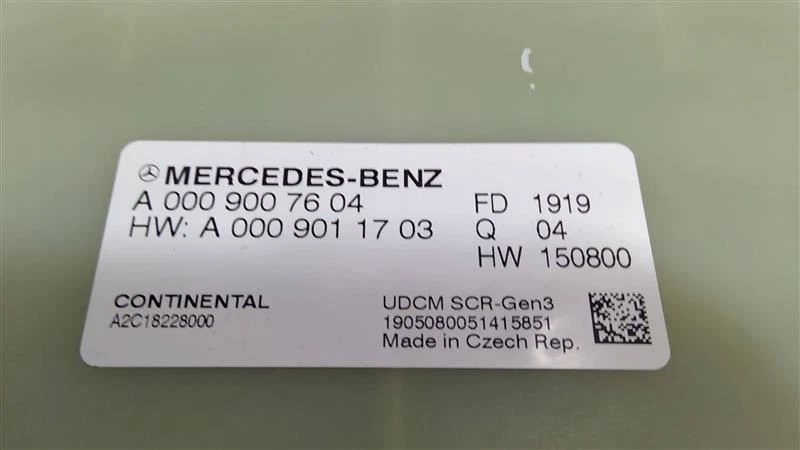 MERCEDES-BENZ
A 000 900 76 04 FD 1919
HW: A 000 901 17 03 Q 04
HW 150800
CONTINENTAL UDCM SCR-Gen3
A2C18228000 1905080051415851
Made in Czech Rep.